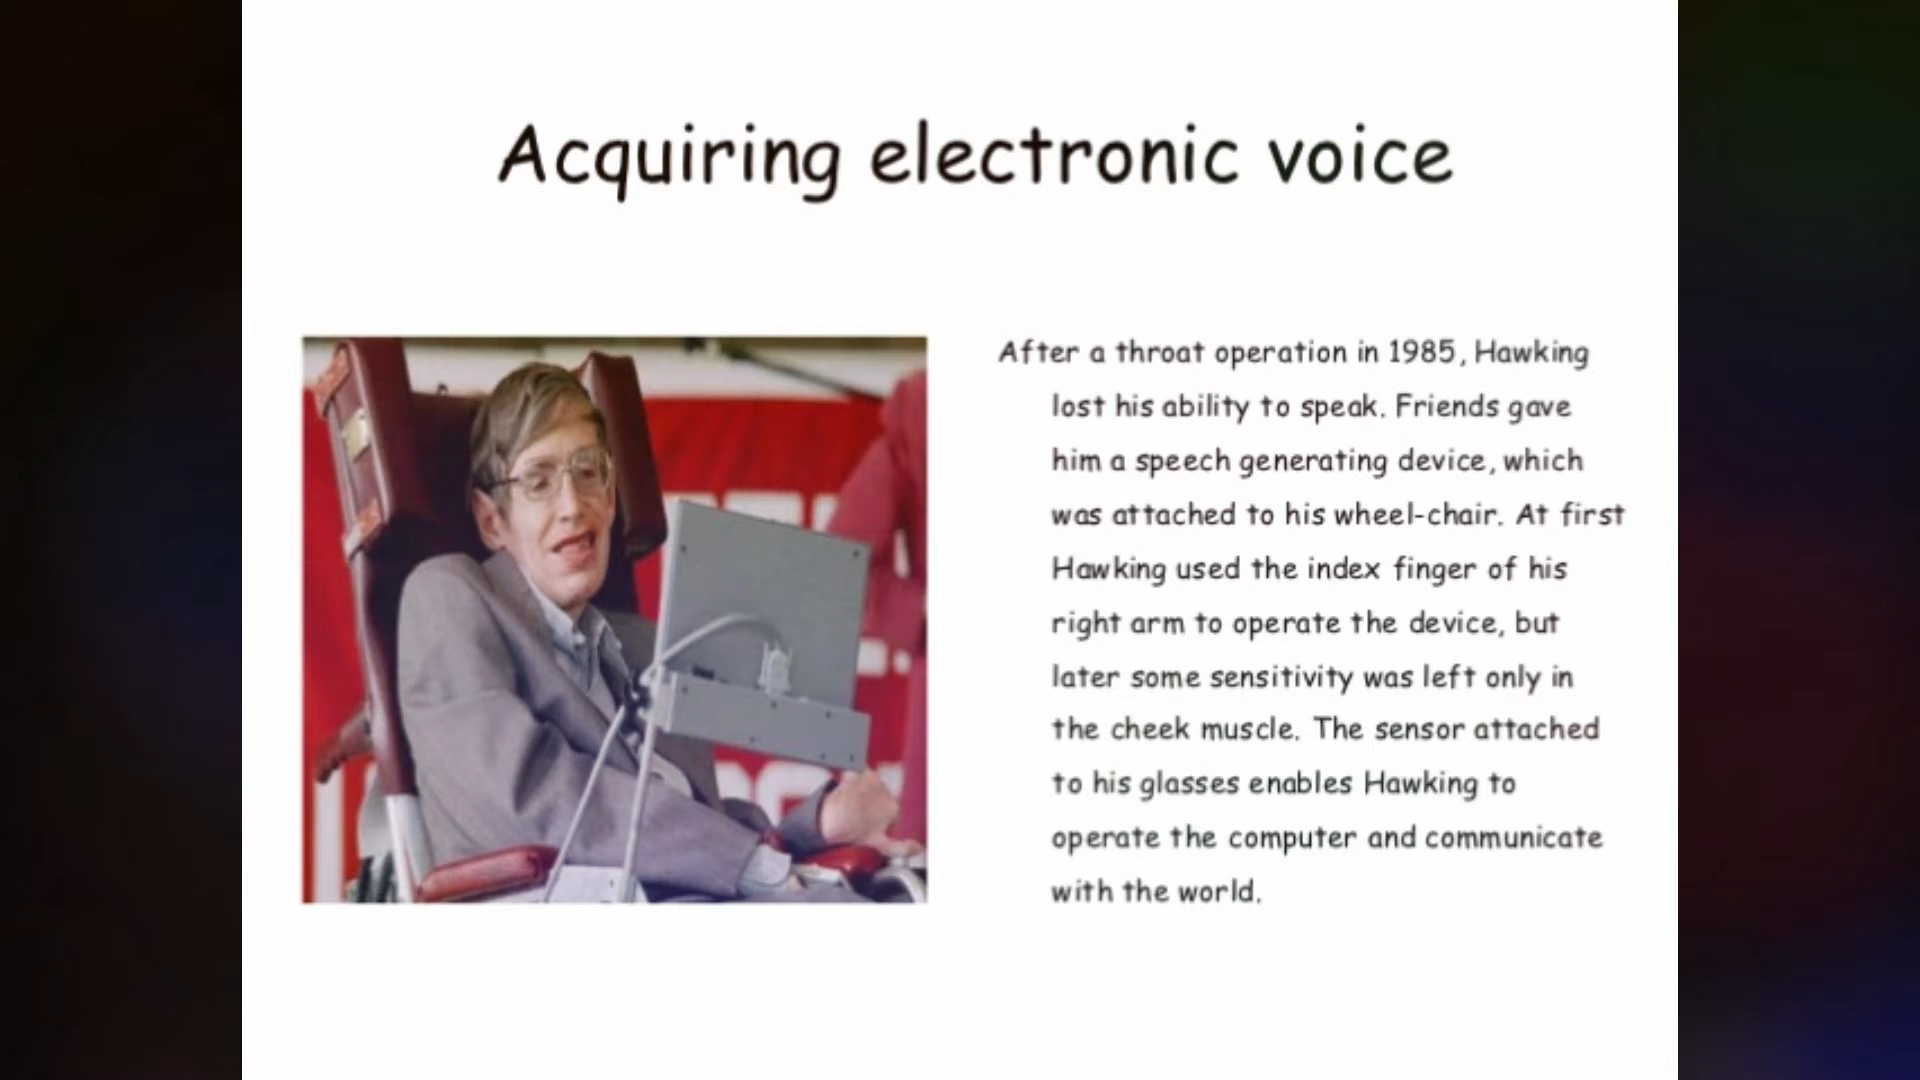 Acquiring electronic voice
After a throat operation in 1985, Hawking
lost his ability to speak. Friends gave
him a speech generating device, which
was attached to his wheel-chair. At first
Hawking used the index finger of his
right arm to operate the device, but
later some sensitivity was left only in
the cheek muscle. The sensor attached
to his glasses enables Hawking to
operate the computer and communicate
with the world.